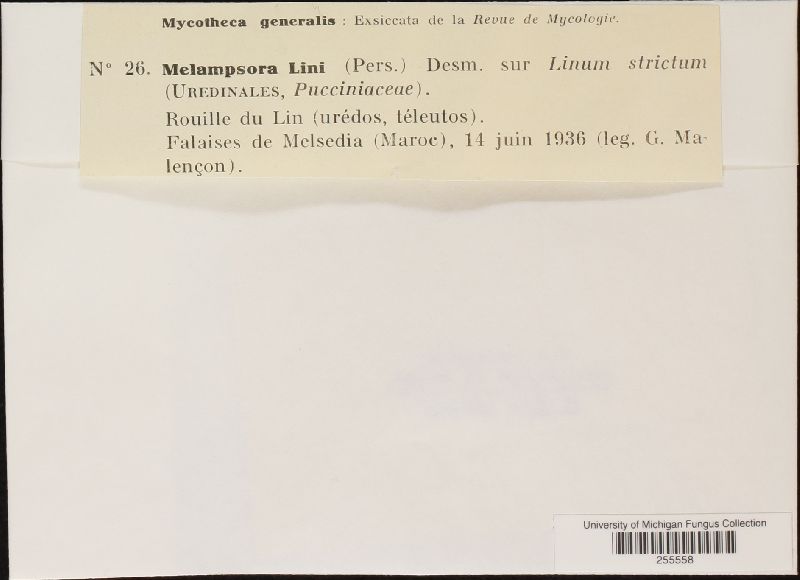 Mycotheca generalis : Exsiccata de la Revue de Mycologie.
N° 26. Melampsora Lini (Pers.) Desm. sur Linum strictum
(UREDINALES, Pucciniaceae).
Rouille du Lin (urédos, téleutos).
Falaises de Melsedia (Maroc), 14 juin 1936 (leg. G. Ma-
lençon).
University of Michigan Fungus Collection
255558